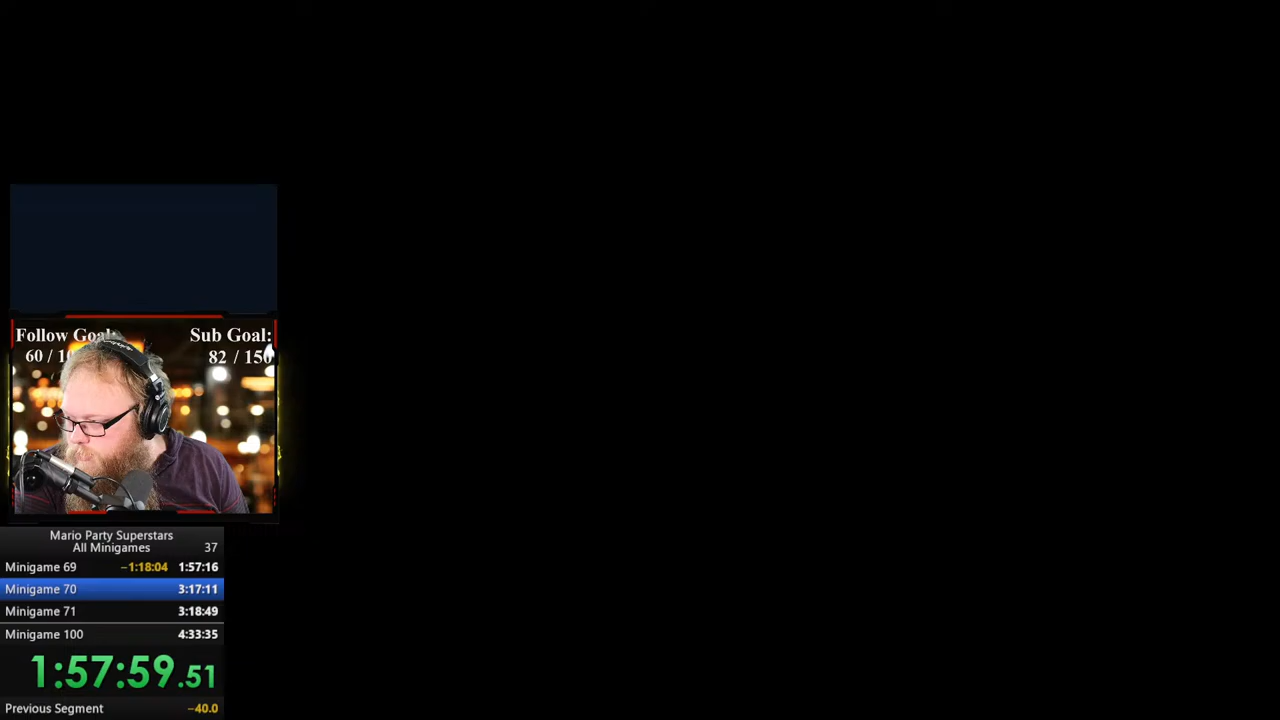 Follow Goal: Sub Goal:
60 / 82 / 150
Mario Party Superstars
All Minigames 37
Minigame 69 −1:18:04 1:57:16
Minigame 70 3:17:11
Minigame 71 3:18:49
Minigame 100 4:33:35
1:57:59.51
Previous Segment −40.0